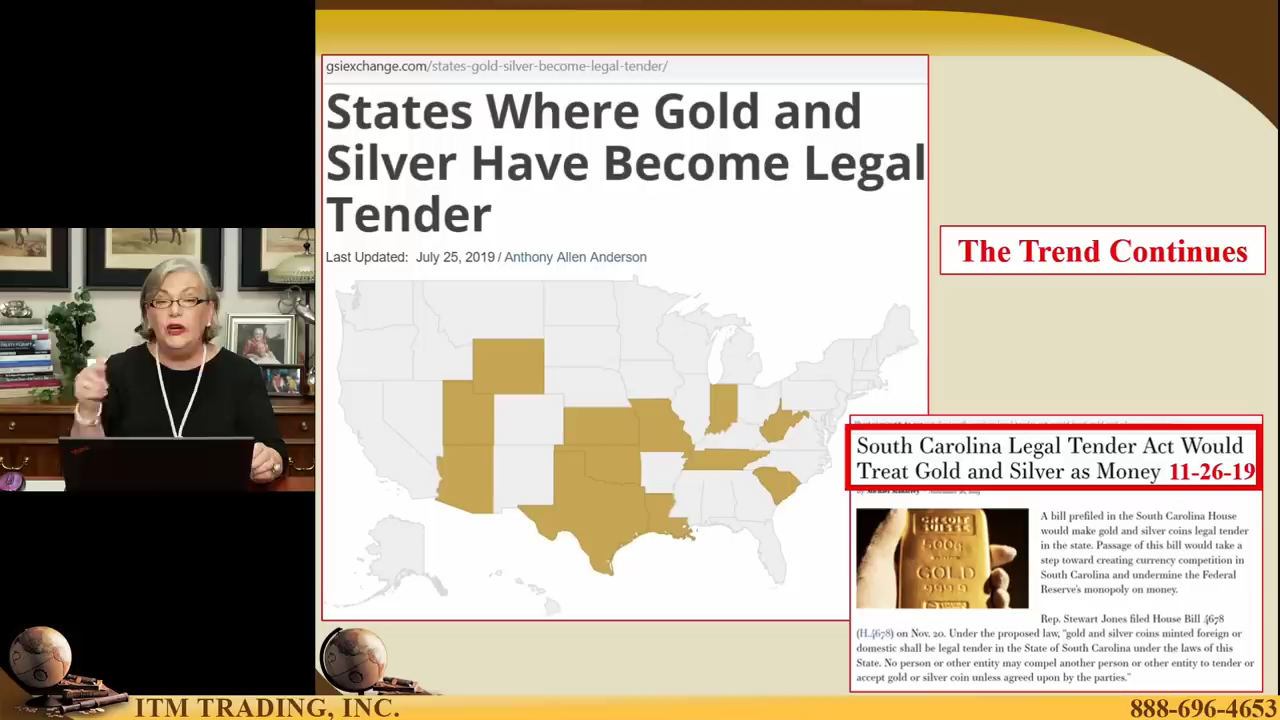 gsiexchange.com/states-gold-silver-become-legal-tender/
States Where Gold and
Silver Have Become Legal
Tender
Last Updated: July 25, 2019 / Anthony Allen Anderson
The Trend Continues
South Carolina Legal Tender Act Would
Treat Gold and Silver as Money 11-26-19
500g
GOLD
999.9
A bill prefiled in the South Carolina House
would make gold and silver coins legal tender
in the state. Passage of this bill would take a
step toward creating currency competition in
South Carolina and undermine the Federal
Reserve's monopoly on money.
Rep. Stewart Jones filed House Bill 4678
(H.4678) on Nov. 20. Under the proposed law, "gold and silver coins minted foreign or
domestic shall be legal tender in the State of South Carolina under the laws of this
State. No person or other entity may compel another person or other entity to tender or
accept gold or silver coin unless agreed upon by the parties."
ITM TRADING, INC.
888-696-4653